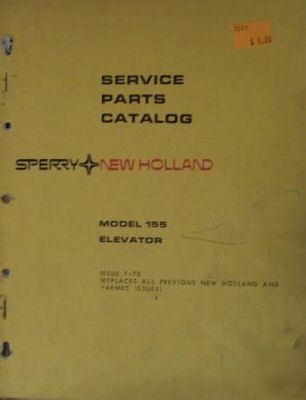 SERVICE
PARTS
CATALOG
SPERRY NEW HOLLAND
MODEL 155
ELEVATOR
ISSUE 1-73
(REPLACES ALL PREVIOUS NEW HOLLAND AND
FARMEC ISSUES)